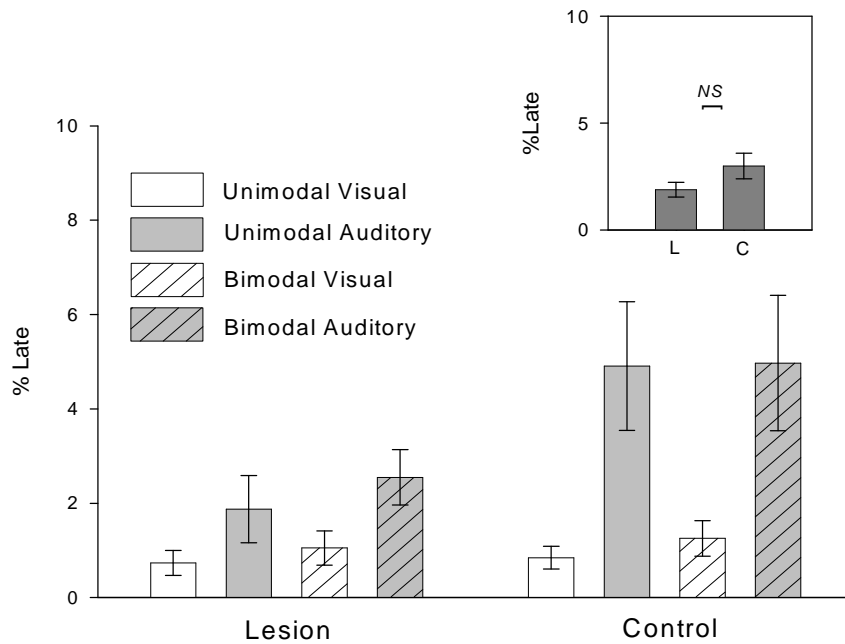 10
5
0
%Late
NS
L
C
10
8
6
4
2
0
% Late
Unimodal Visual
Unimodal Auditory
Bimodal Visual
Bimodal Auditory
Lesion
Control